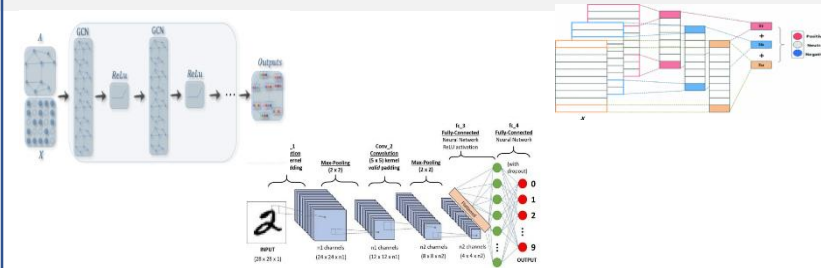 A
GCN
ReLu
GCN
ReLu
Outputs
X
x
Conv_2
Convolution
(5 x 5) kernel
valid padding
Max-Pooling
(2 x 2)
Max-Pooling
(2 x 2)
fc_3
Fully-Connected
Neural Network
ReLU activation
fc_4
Fully-Connected
Neural Network
(with
dropout)
0
1
2
9
OUTPUT
INPUT
(28 x 28 x 1)
n1 channels
(24 x 24 x n1)
n1 channels
(12 x 12 x n1)
n2 channels
(8 x 8 x n2)
n2 channels
(4 x 4 x n2)